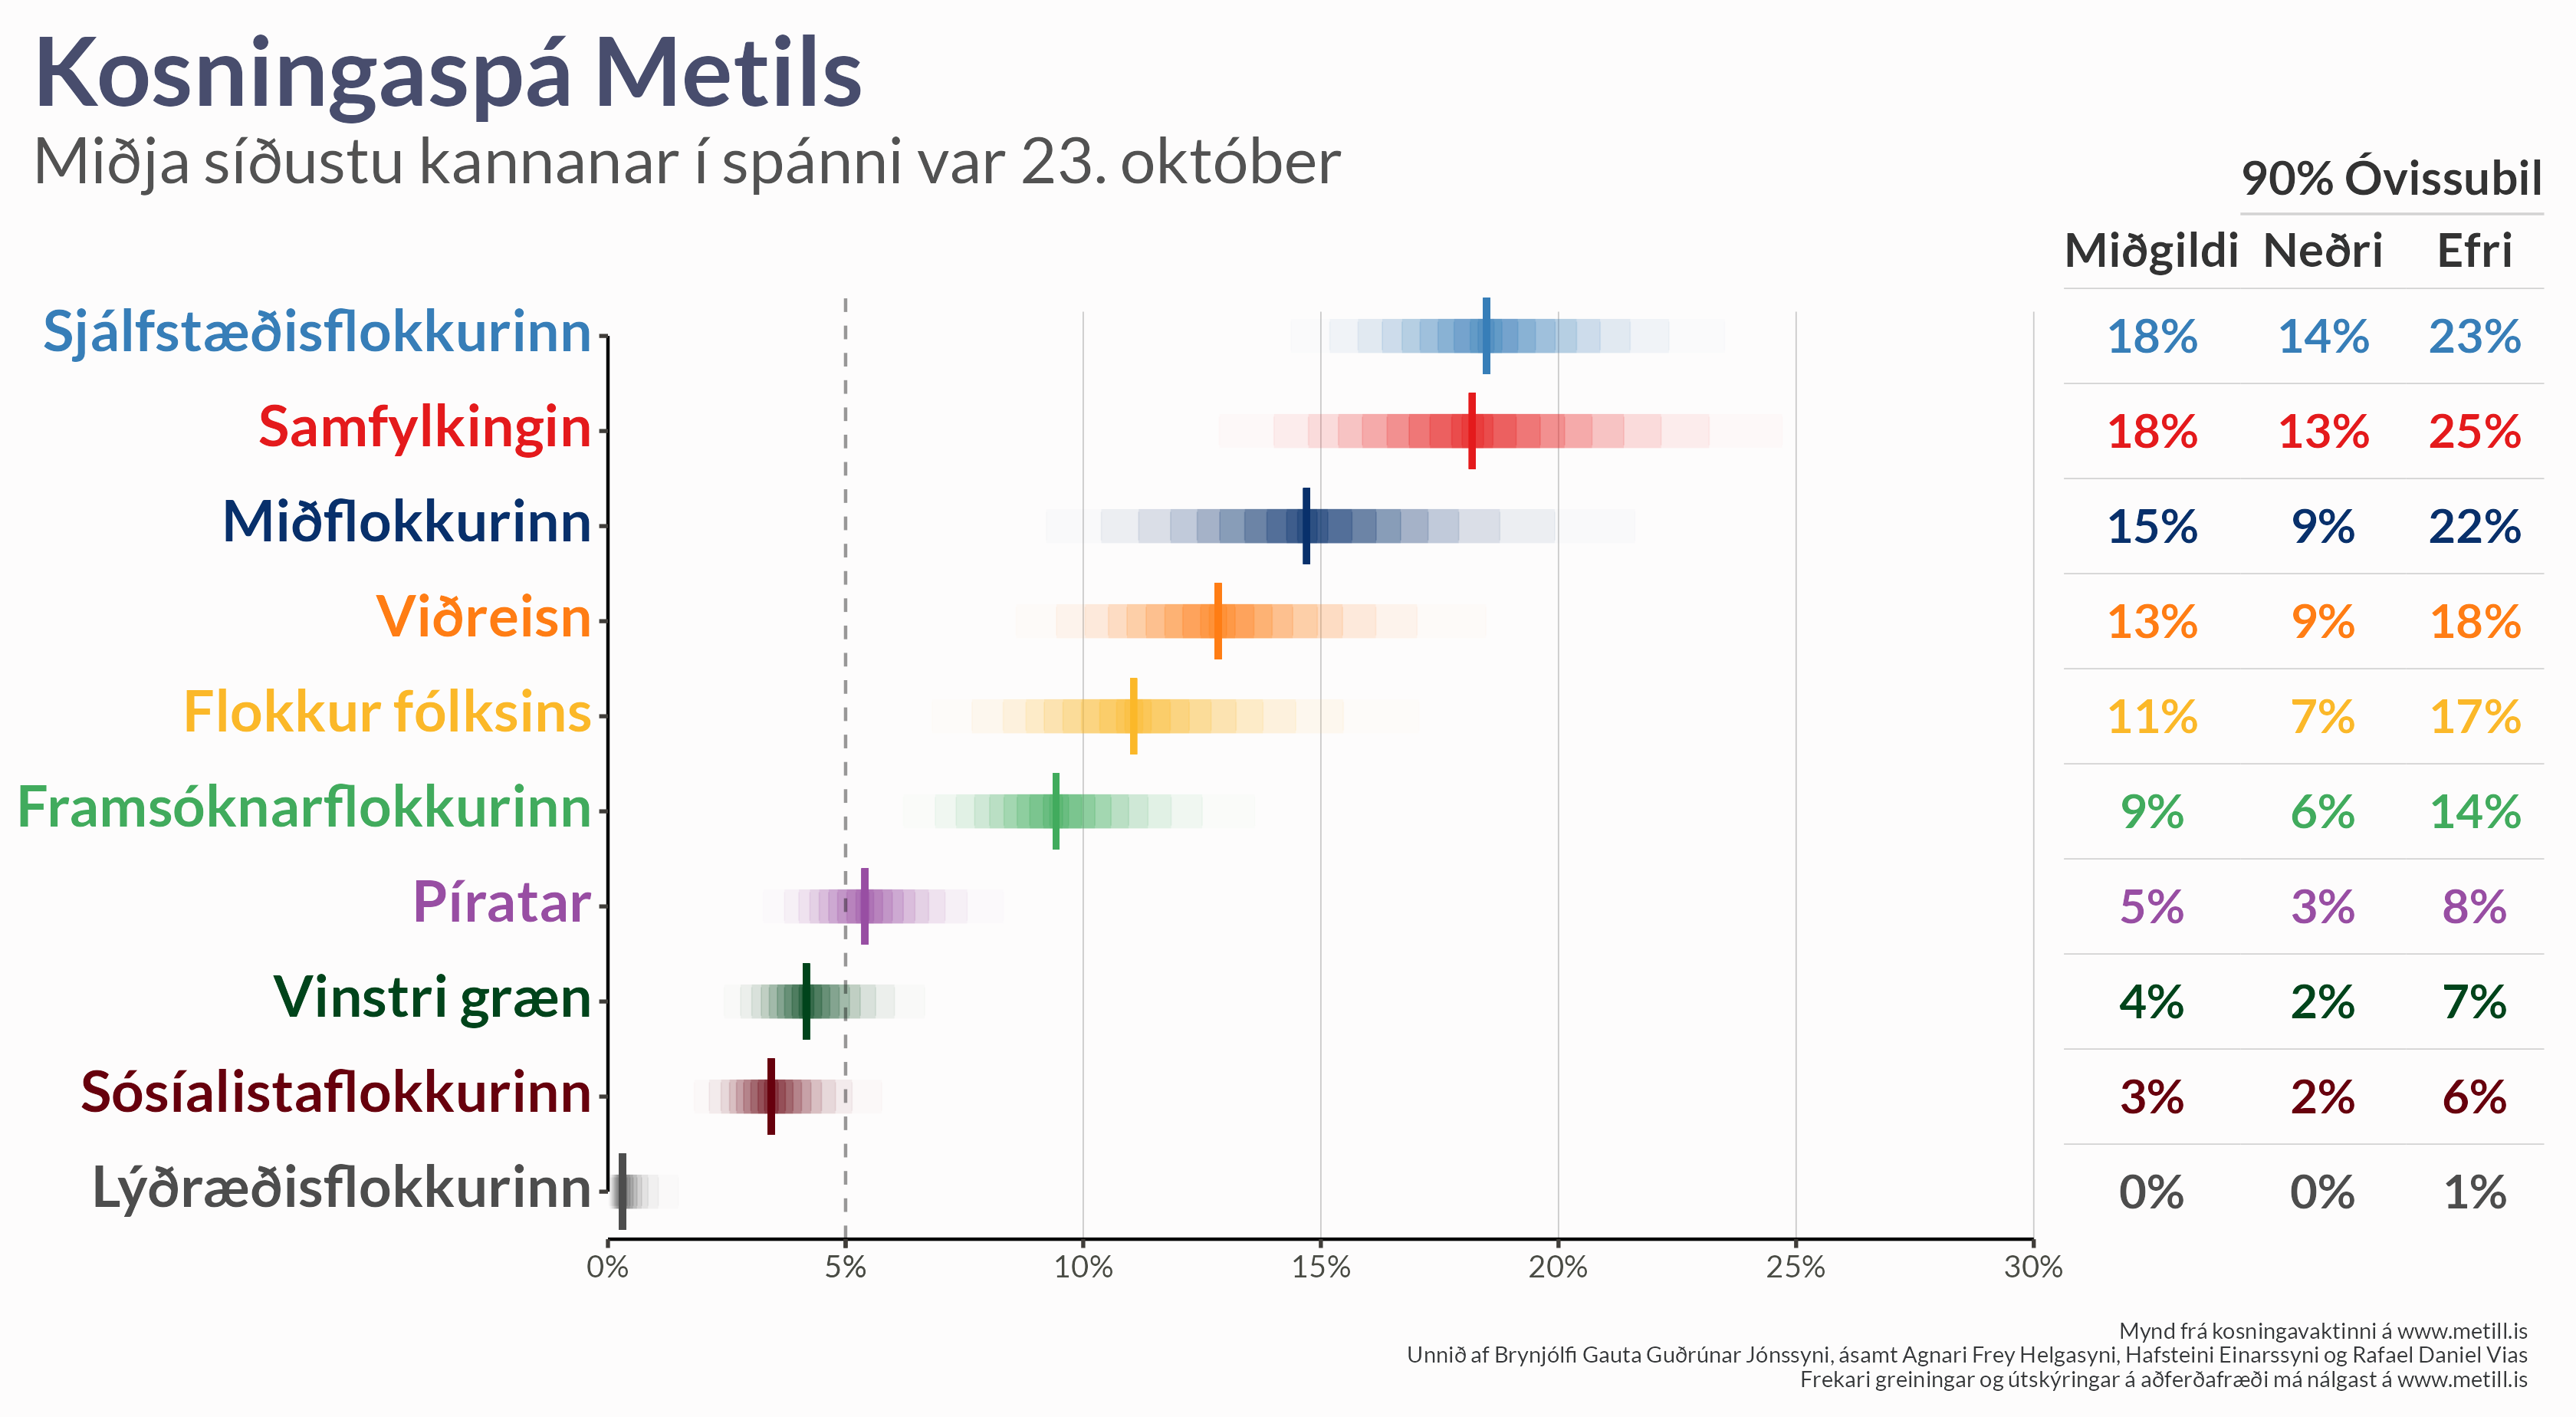 Kosningaspá Metils
Miðja síðustu kannanar í spánni var 23. október
90% Óvissubil
Miðgildi Neðri Efri
Sjálfstæðisflokkurinn 18% 14% 23%
Samfylkingin 18% 13% 25%
Miðflokkurinn 15% 9% 22%
Viðreisn 13% 9% 18%
Flokkur fólksins 11% 7% 17%
Framsóknarflokkurinn 9% 6% 14%
Píratar 5% 3% 8%
Vinstri græn 4% 2% 7%
Sósíalistaflokkurinn 3% 2% 6%
Lýðræðisflokkurinn 0% 0% 1%
0% 5% 10% 15% 20% 25% 30%
Mynd frá kosningavaktinni á www.metill.is
Unnið af Brynjólfi Gauta Guðrúnar Jónssyni, ásamt Agnari Frey Helgasyni, Hafsteini Einarssyni og Rafael Daniel Vias
Frekari greiningar og útskýringar á aðferðafræði má nálgast á www.metill.is